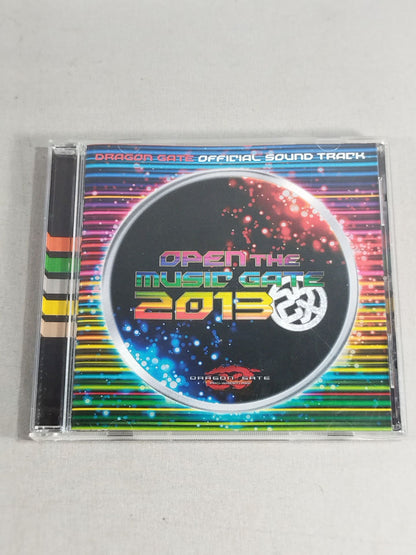 DRAGON GATE OFFICIAL SOUND TRACK
OPEN THE
MUSIC GATE
2013
DRAGON GATE